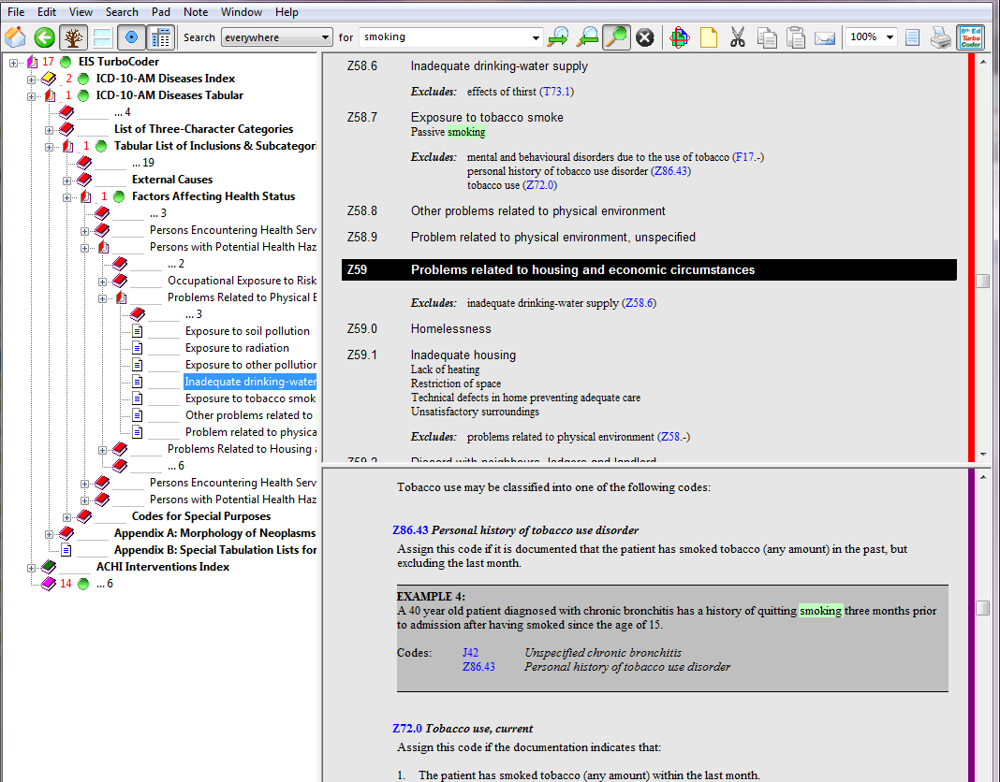 File Edit View Search Pad Note Window Help
Search everywhere for smoking 100% 8th Ed Turbo Coder
17 EIS TurboCoder
2 ICD-10-AM Diseases Index
1 ICD-10-AM Diseases Tabular
... 4
List of Three-Character Categories
1 Tabular List of Inclusions & Subcategor
... 19
External Causes
1 Factors Affecting Health Status
... 3
Persons Encountering Health Serv
Persons with Potential Health Haz
... 2
Occupational Exposure to Risk
Problems Related to Physical E
... 3
Exposure to soil pollution
Exposure to radiation
Exposure to other pollution
Inadequate drinking-water
Exposure to tobacco smok
Other problems related to
Problem related to physica
Problems Related to Housing a
... 6
Persons Encountering Health Serv
Persons with Potential Health Haz
Codes for Special Purposes
Appendix A: Morphology of Neoplasms
Appendix B: Special Tabulation Lists for
ACHI Interventions Index
14 ... 6
Z58.6 Inadequate drinking-water supply
Excludes: effects of thirst (T73.1)
Z58.7 Exposure to tobacco smoke
Passive smoking
Excludes: mental and behavioural disorders due to the use of tobacco (F17.-)
personal history of tobacco use disorder (Z86.43)
tobacco use (Z72.0)
Z58.8 Other problems related to physical environment
Z58.9 Problem related to physical environment, unspecified
Z59 Problems related to housing and economic circumstances
Excludes: inadequate drinking-water supply (Z58.6)
Z59.0 Homelessness
Z59.1 Inadequate housing
Lack of heating
Restriction of space
Technical defects in home preventing adequate care
Unsatisfactory surroundings
Excludes: problems related to physical environment (Z58.-)
Z59.2 Discord with neighbours, lodgers and landlord
Tobacco use may be classified into one of the following codes:
Z86.43 Personal history of tobacco use disorder
Assign this code if it is documented that the patient has smoked tobacco (any amount) in the past, but
excluding the last month.
EXAMPLE 4:
A 40 year old patient diagnosed with chronic bronchitis has a history of quitting smoking three months prior
to admission after having smoked since the age of 15.
Codes: J42 Unspecified chronic bronchitis
Z86.43 Personal history of tobacco use disorder
Z72.0 Tobacco use, current
Assign this code if the documentation indicates that:
1. The patient has smoked tobacco (any amount) within the last month.